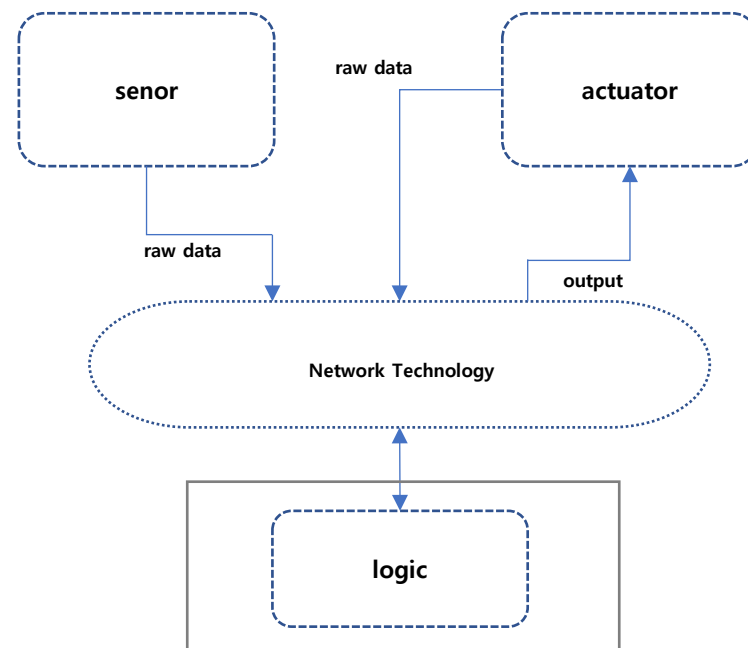 senor
raw data
actuator
raw data
output
Network Technology
logic